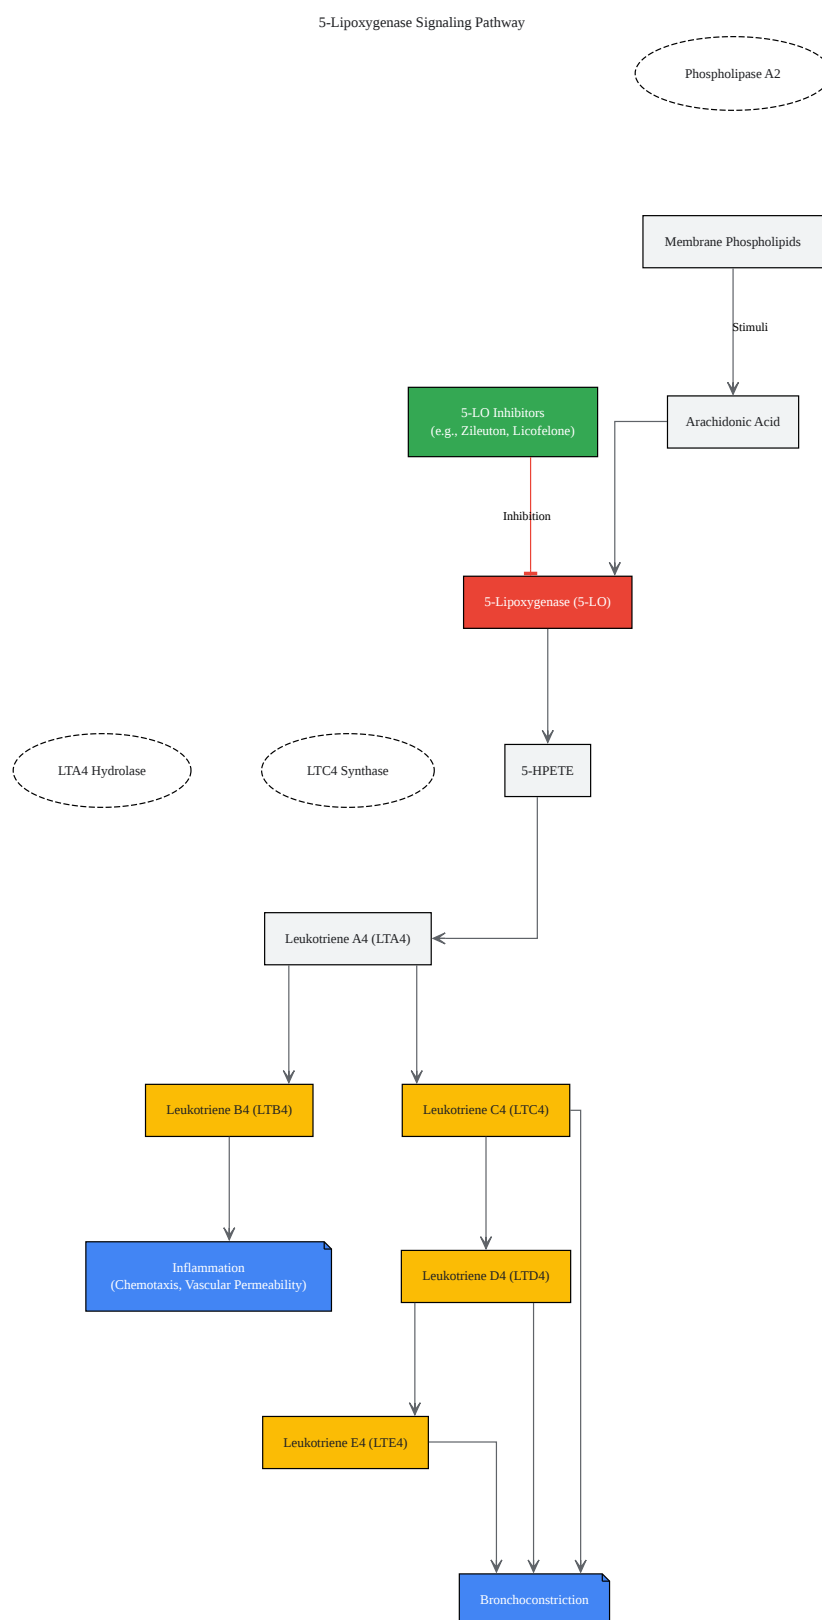 5-Lipoxygenase Signaling Pathway
Phospholipase A2
Membrane Phospholipids
Stimuli
5-LO Inhibitors
(e.g., Zileuton, Licofelone)
Arachidonic Acid
Inhibition
5-Lipoxygenase (5-LO)
LTA4 Hydrolase
LTC4 Synthase
5-HPETE
Leukotriene A4 (LTA4)
Leukotriene B4 (LTB4)
Leukotriene C4 (LTC4)
Inflammation
(Chemotaxis, Vascular Permeability)
Leukotriene D4 (LTD4)
Leukotriene E4 (LTE4)
Bronchoconstriction